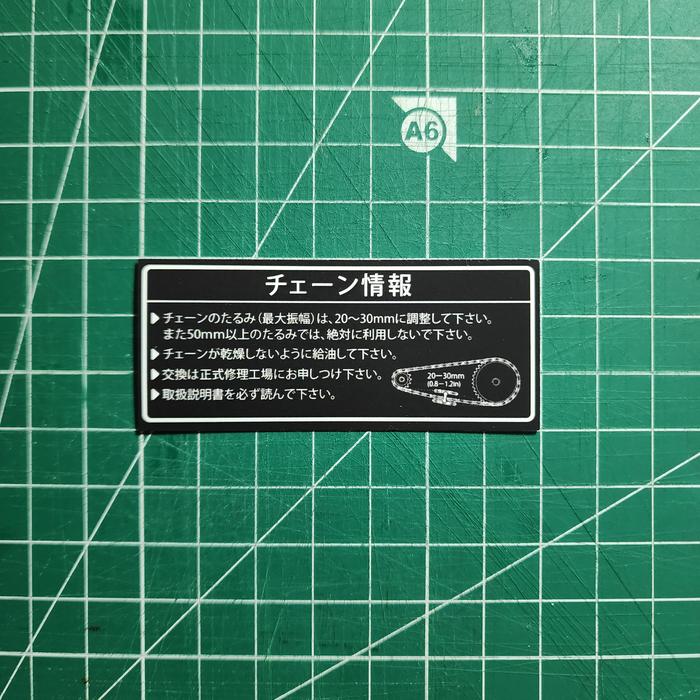 A6
チェーン情報
チェーンのたるみ(最大振幅)は、20〜30mmに調整して下さい。
また50mm以上のたるみでは、絶対に利用しないで下さい。
チェーンが乾燥しないように給油して下さい。
交換は正式修理工場にお申しつけ下さい。
20〜30mm
(0.8〜1.2in)
取扱説明書を必ず読んで下さい。